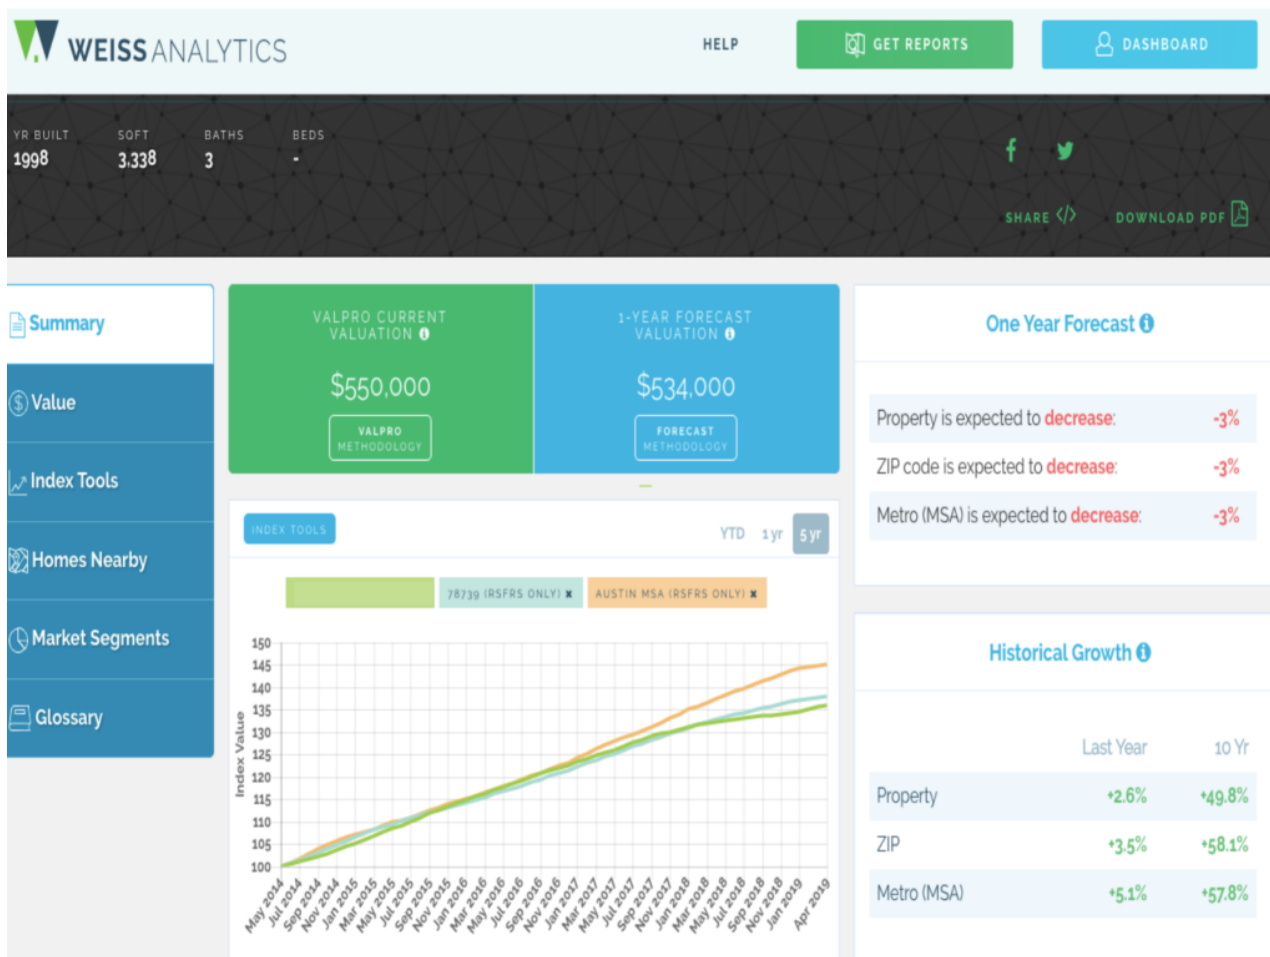 WEISS ANALYTICS
HELP
GET REPORTS
DASHBOARD
YR BUILT
1998
SQFT
3,338
BATHS
3
BEDS
-
SHARE </>
DOWNLOAD PDF
Summary
Value
Index Tools
Homes Nearby
Market Segments
Glossary
VALPRO CURRENT
VALUATION
$550,000
VALPRO
METHODOLOGY
1-YEAR FORECAST
VALUATION
$534,000
FORECAST
METHODOLOGY
INDEX TOOLS
YTD 1 yr 5 yr
78739 (RSFRS ONLY) ✖
AUSTIN MSA (RSFRS ONLY) ✖
Index Value
150
145
140
135
130
125
120
115
110
105
100
May 2014
Jul 2014
Sep 2014
Nov 2014
Jan 2015
Mar 2015
May 2015
Jul 2015
Sep 2015
Nov 2015
Jan 2016
Mar 2016
May 2016
Jul 2016
Sep 2016
Nov 2016
Jan 2017
Mar 2017
May 2017
Jul 2017
Sep 2017
Nov 2017
Jan 2018
Mar 2018
May 2018
Jul 2018
Sep 2018
Nov 2018
Jan 2019
Apr 2019
One Year Forecast
Property is expected to decrease: -3%
ZIP code is expected to decrease: -3%
Metro (MSA) is expected to decrease: -3%
Historical Growth
Last Year 10 Yr
Property +2.6% +49.8%
ZIP +3.5% +58.1%
Metro (MSA) +5.1% +57.8%